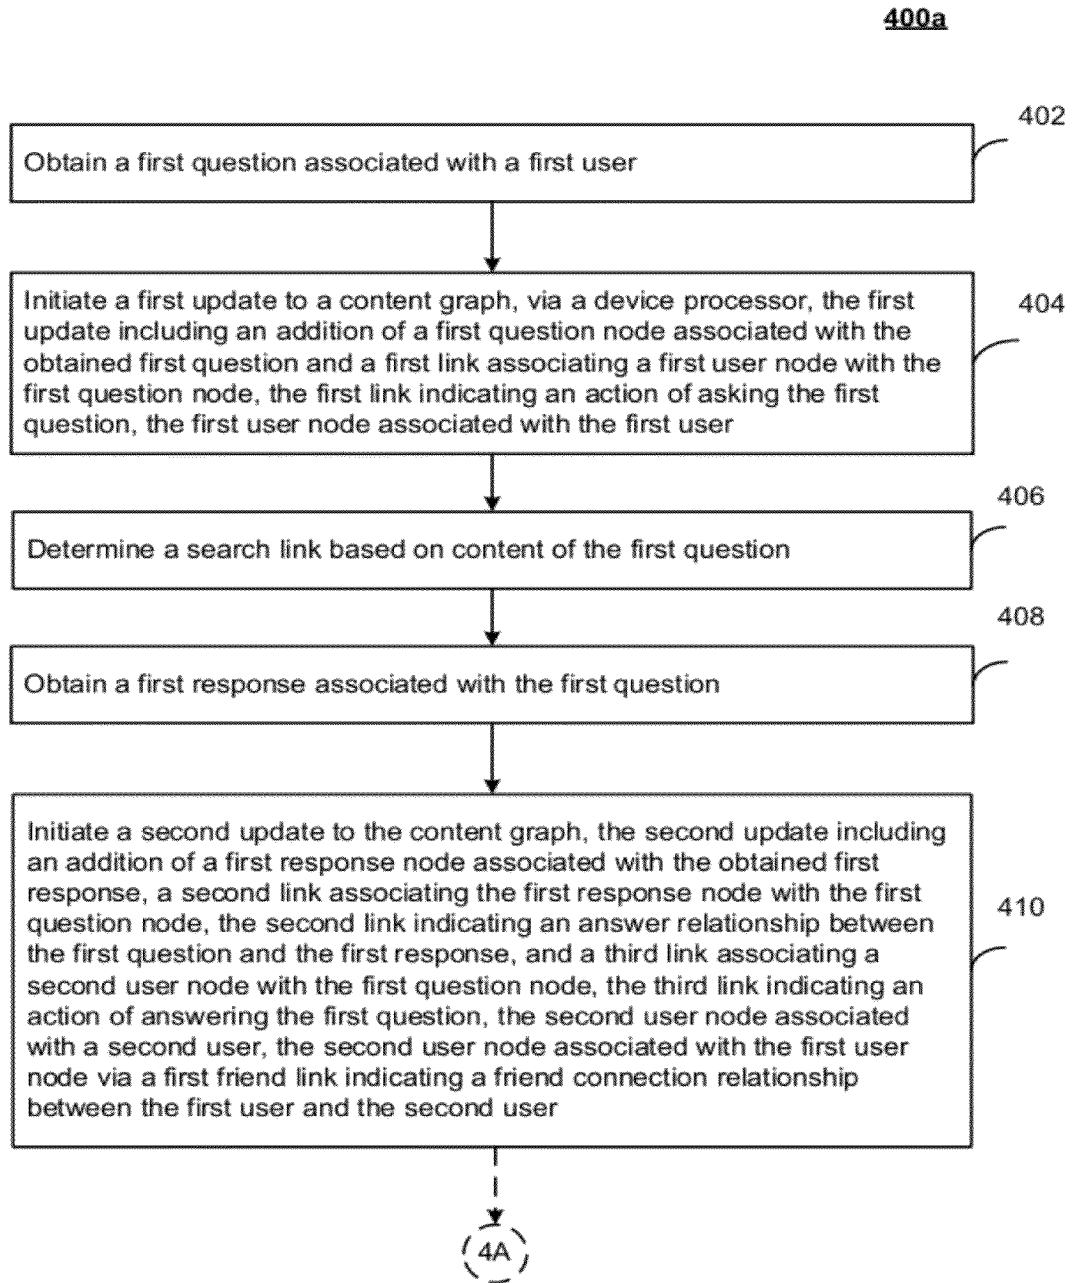 400a
402
Obtain a first question associated with a first user
Initiate a first update to a content graph, via a device processor, the first
update including an addition of a first question node associated with the
obtained first question and a first link associating a first user node with the
first question node, the first link indicating an action of asking the first
question, the first user node associated with the first user
404
406
Determine a search link based on content of the first question
408
Obtain a first response associated with the first question
Initiate a second update to the content graph, the second update including
an addition of a first response node associated with the obtained first
response, a second link associating the first response node with the first
question node, the second link indicating an answer relationship between
the first question and the first response, and a third link associating a
second user node with the first question node, the third link indicating an
action of answering the first question, the second user node associated
with a second user, the second user node associated with the first user
node via a first friend link indicating a friend connection relationship
between the first user and the second user
410
4A